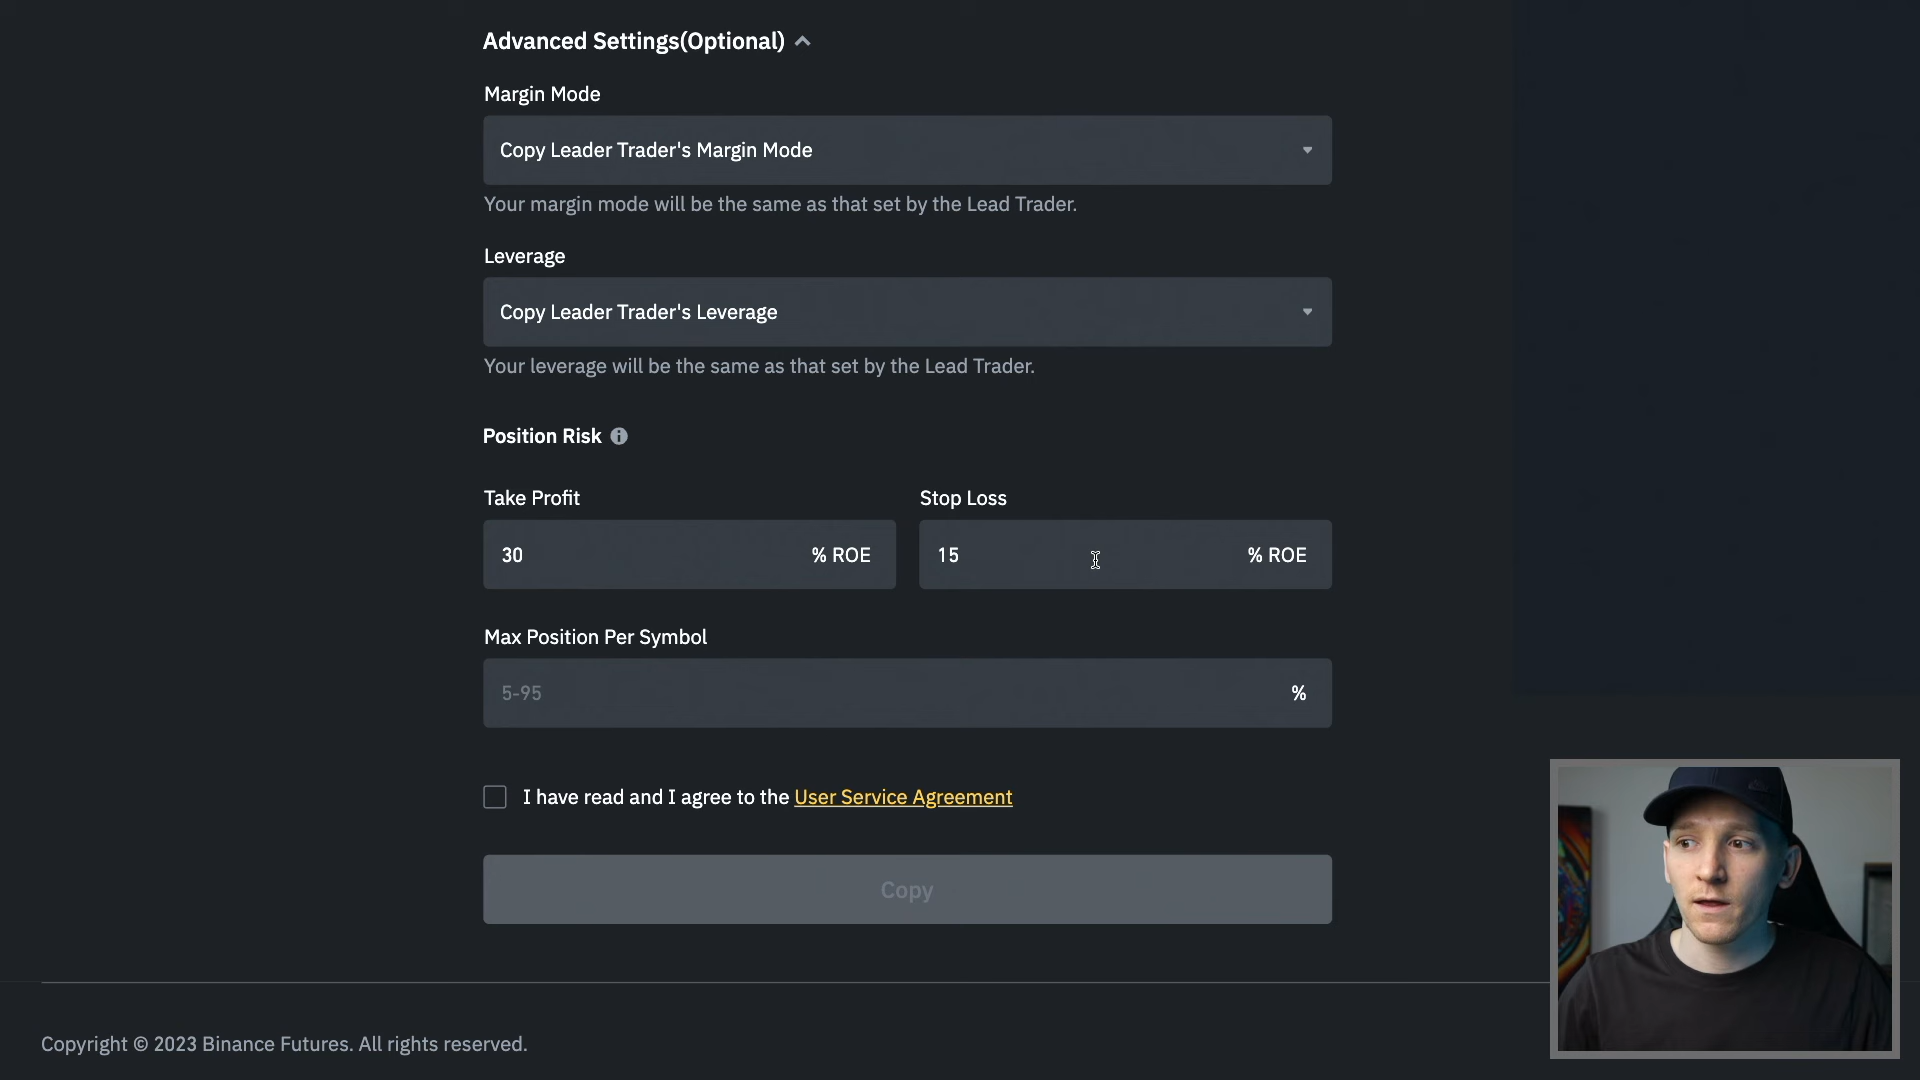 Advanced Settings(Optional)
Margin Mode
Copy Leader Trader's Margin Mode
Your margin mode will be the same as that set by the Lead Trader.
Leverage
Copy Leader Trader's Leverage
Your leverage will be the same as that set by the Lead Trader.
Position Risk
Take Profit
Stop Loss
30 % ROE
15 % ROE
Max Position Per Symbol
5-95 %
I have read and I agree to the User Service Agreement
Copy
Copyright © 2023 Binance Futures. All rights reserved.